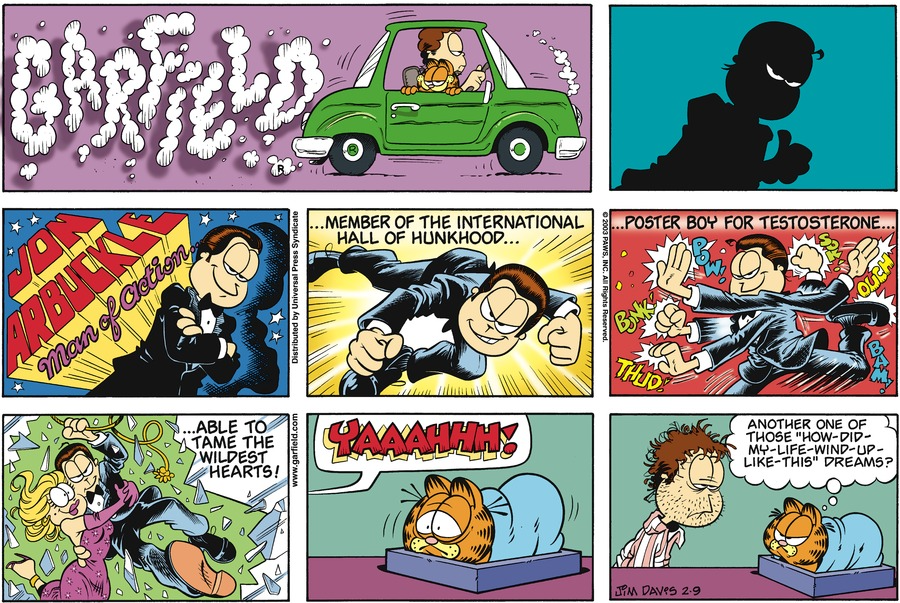 GARFIELD
R
R
R
JON
ARBUCKLE
Man of Action...
Distributed by Universal Press Syndicate
...MEMBER OF THE INTERNATIONAL
HALL OF HUNKHOOD...
© 2003 PAWS, INC. All Rights Reserved.
...POSTER BOY FOR TESTOSTERONE...
POW!
SOK!
OUCH!
BONK!
THUD!
BAM!
...ABLE TO
TAME THE
WILDEST
HEARTS!
www.garfield.com
YAAAAHHH!
ANOTHER ONE OF
THOSE "HOW-DID-
MY-LIFE-WIND-UP-
LIKE-THIS" DREAMS?
JIM DAVIS 2-9